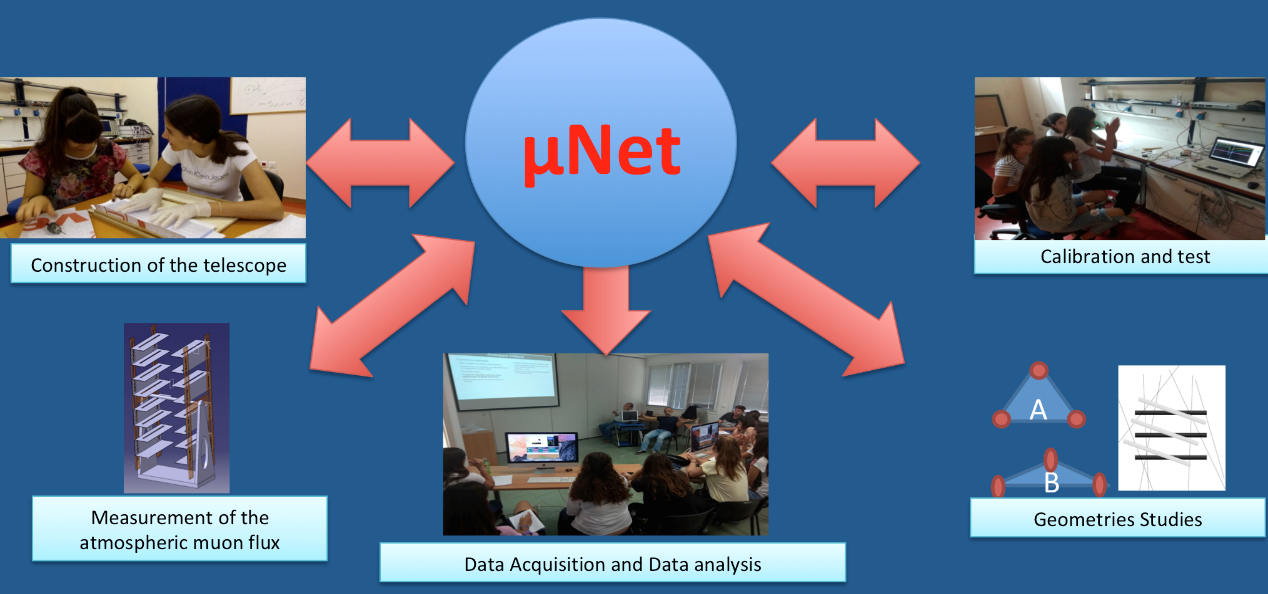 µNet
Construction of the telescope
Calibration and test
Measurement of the
atmospheric muon flux
A
B
Geometries Studies
Data Acquisition and Data analysis